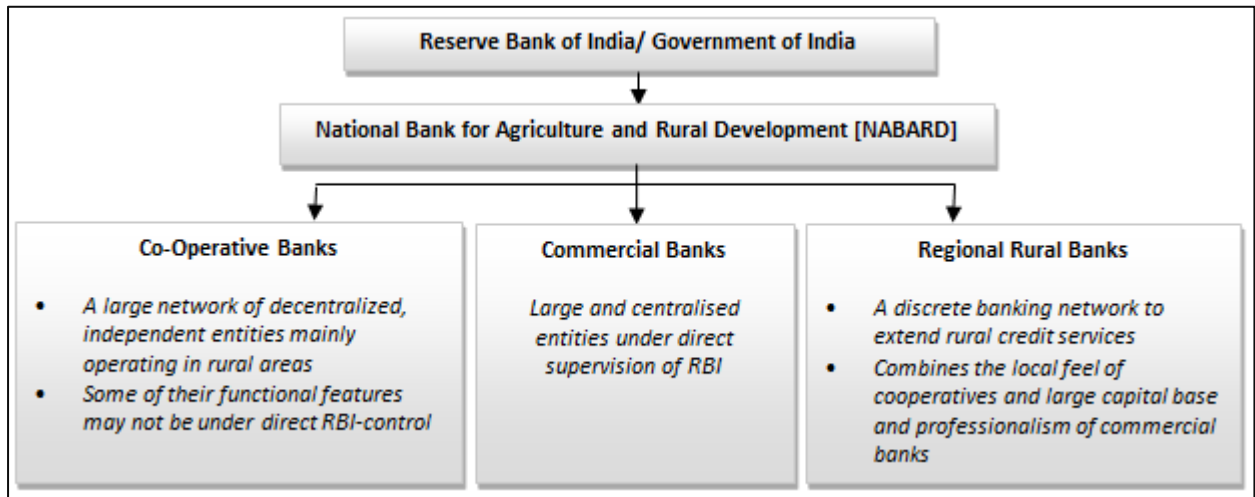 Reserve Bank of India/ Government of India
National Bank for Agriculture and Rural Development [NABARD]
Co-Operative Banks
• A large network of decentralized,
independent entities mainly
operating in rural areas
• Some of their functional features
may not be under direct RBI-control
Commercial Banks
Large and centralised
entities under direct
supervision of RBI
Regional Rural Banks
• A discrete banking network to
extend rural credit services
• Combines the local feel of
cooperatives and large capital base
and professionalism of commercial
banks